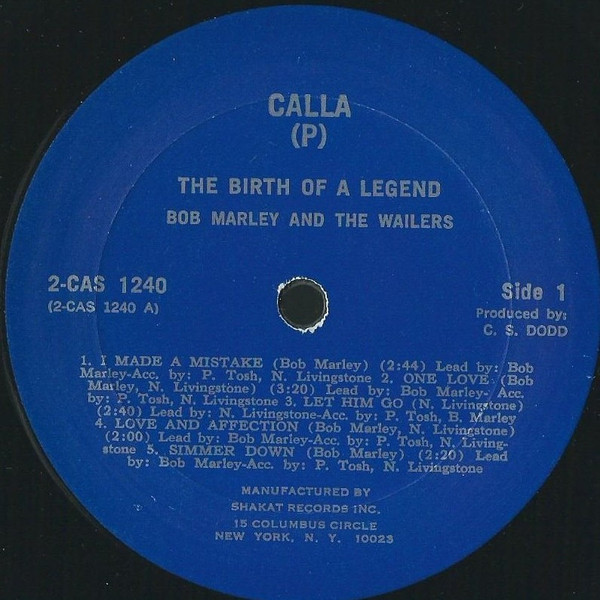 CALLA
(P)
THE BIRTH OF A LEGEND
BOB MARLEY AND THE WAILERS
2-CAS 1240
(2-CAS 1240 A)
Side 1
Produced by:
C. S. DODD
1. I MADE A MISTAKE (Bob Marley) (2:44) Lead by: Bob
Marley-Acc. by: P. Tosh, N. Livingstone 2. ONE LOVE (Bob
Marley, N. Livingstone) (3:20) Lead by: Bob Marley- Acc.
by: P. Tosh, N. Livingstone 3. LET HIM GO (N. Livingstone)
(2:40) Lead by: N. Livingstone-Acc. by: P. Tosh, B. Marley
4. LOVE AND AFFECTION (Bob Marley, N. Livingstone)
(2:00) Lead by: Bob Marley-Acc. by: P. Tosh, N. Living-
stone 5. SIMMER DOWN (Bob Marley) (2:20) Lead
by: Bob Marley-Acc. by: P. Tosh, N. Livingstone
MANUFACTURED BY
SHAKAT RECORDS INC.
15 COLUMBUS CIRCLE
NEW YORK, N. Y. 10023